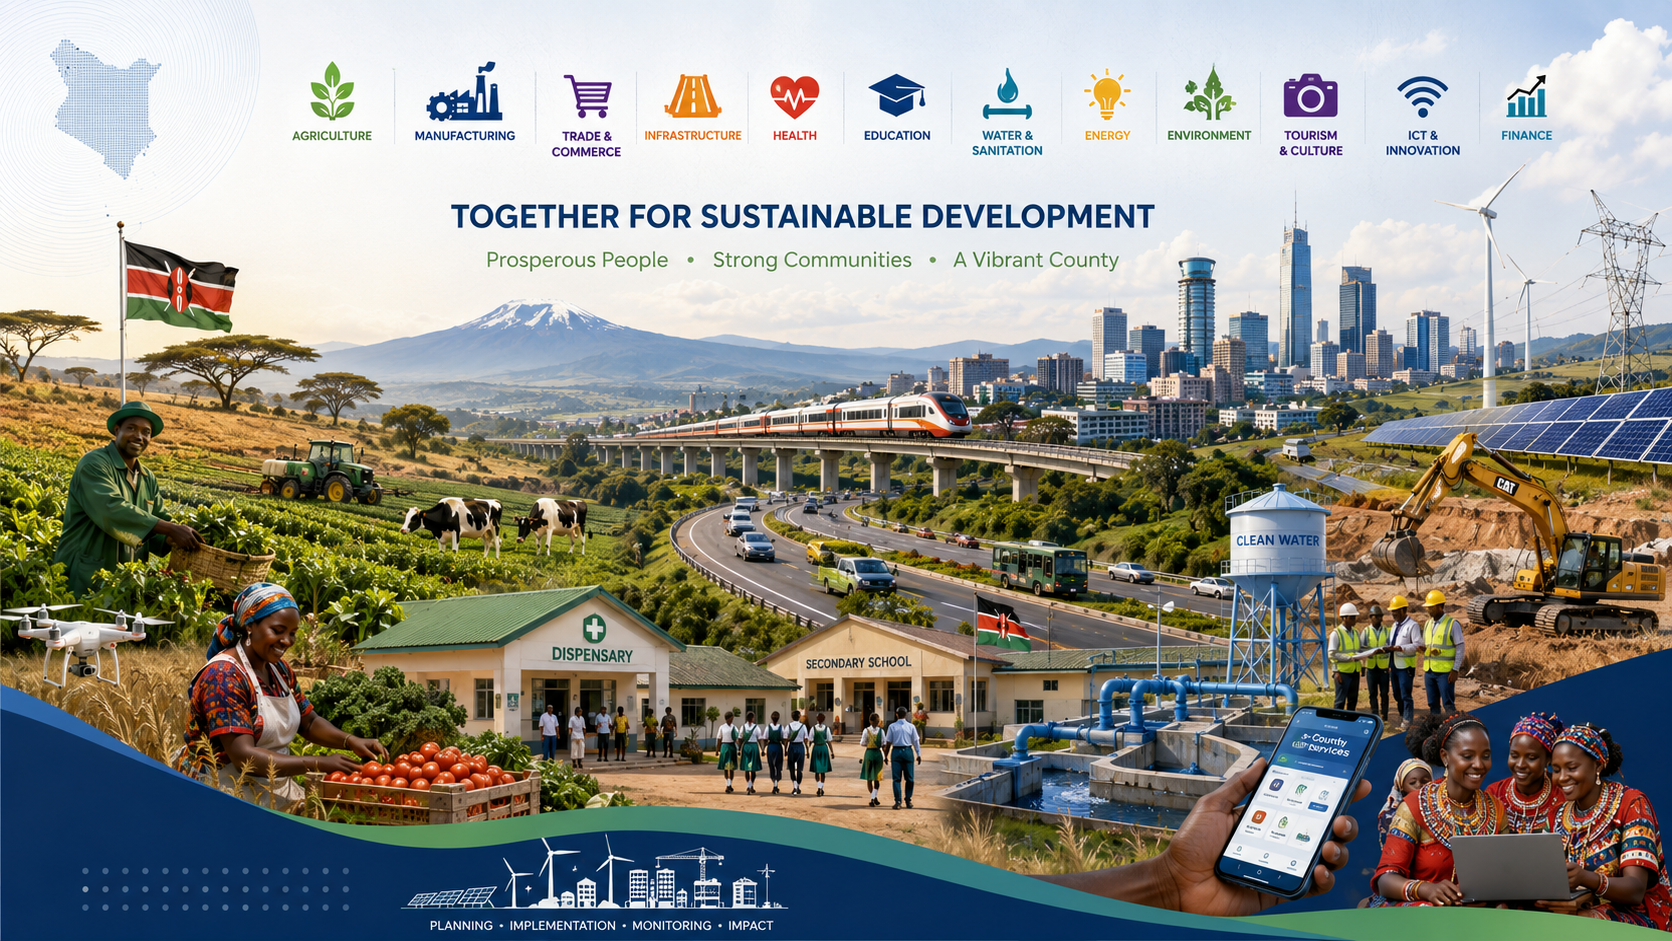 AGRICULTURE
MANUFACTURING
TRADE &
COMMERCE
INFRASTRUCTURE
HEALTH
EDUCATION
WATER &
SANITATION
ENERGY
ENVIRONMENT
TOURISM
& CULTURE
ICT &
INNOVATION
FINANCE
TOGETHER FOR SUSTAINABLE DEVELOPMENT
Prosperous People • Strong Communities • A Vibrant County
CAT
CLEAN WATER
DISPENSARY
SECONDARY SCHOOL
County
PLANNING • IMPLEMENTATION • MONITORING • IMPACT